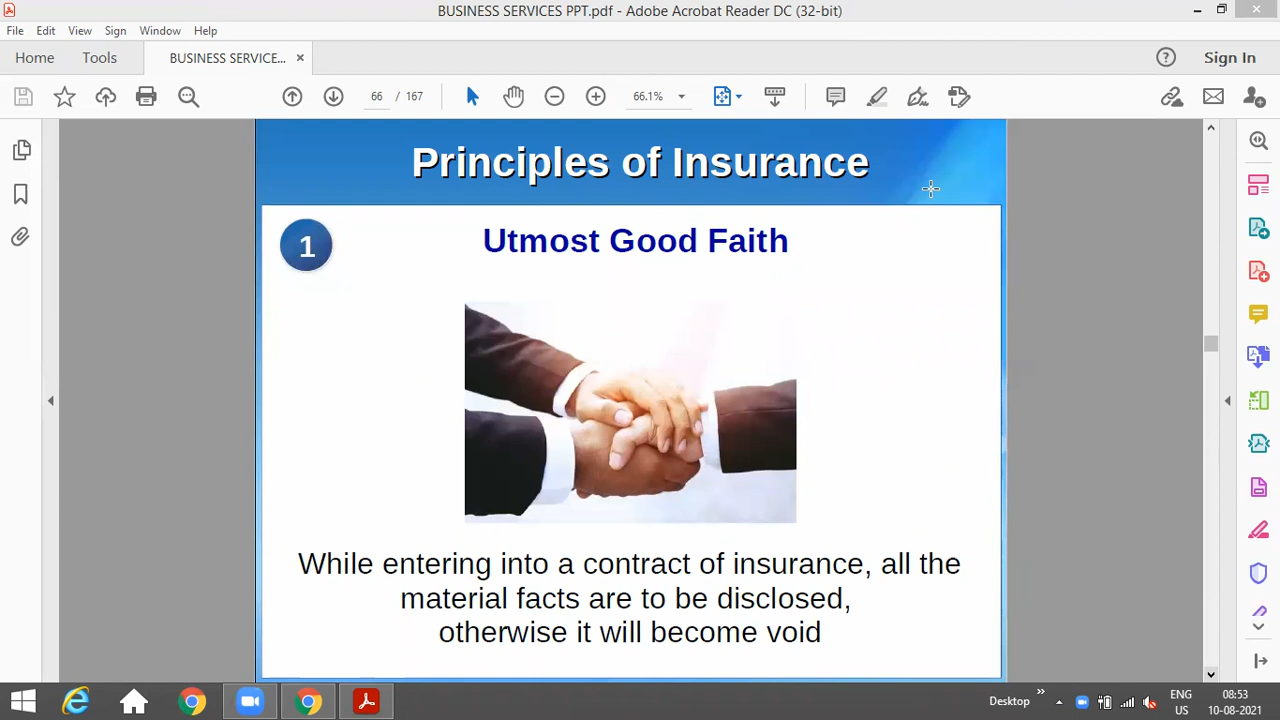 BUSINESS SERVICES PPT.pdf - Adobe Acrobat Reader DC (32-bit)
File Edit View Sign Window Help
Home Tools BUSINESS SERVICE... × Sign In
66 / 167 66.1%
Principles of Insurance
1 Utmost Good Faith
While entering into a contract of insurance, all the
material facts are to be disclosed,
otherwise it will become void
Desktop » ENG 08:53
US 10-08-2021